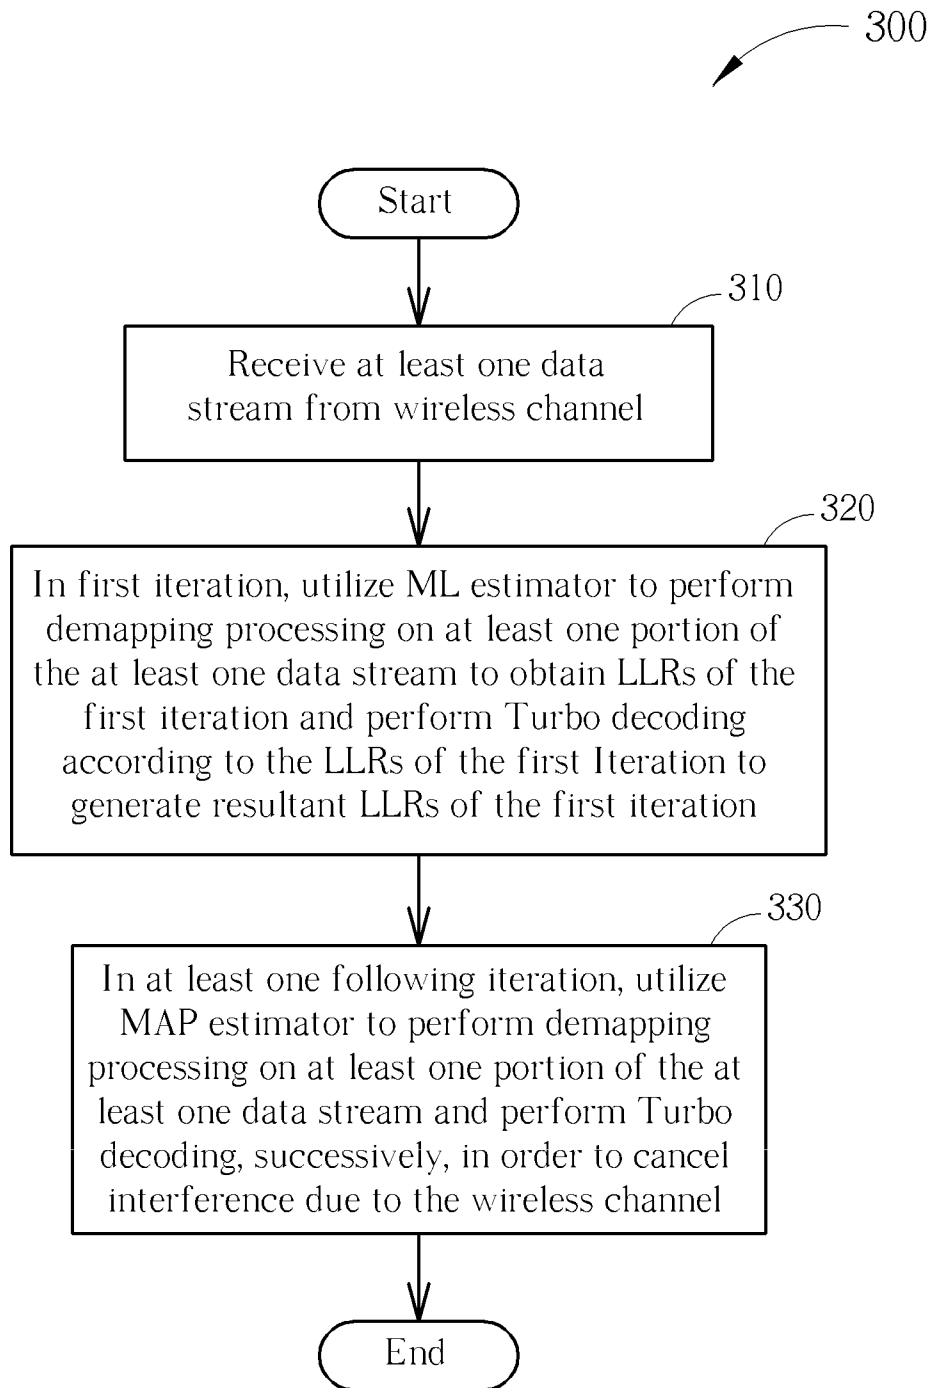 300
Start
310
Receive at least one data
stream from wireless channel
320
In first iteration, utilize ML estimator to perform
demapping processing on at least one portion of
the at least one data stream to obtain LLRs of the
first iteration and perform Turbo decoding
according to the LLRs of the first Iteration to
generate resultant LLRs of the first iteration
330
In at least one following iteration, utilize
MAP estimator to perform demapping
processing on at least one portion of the at
least one data stream and perform Turbo
decoding, successively, in order to cancel
interference due to the wireless channel
End